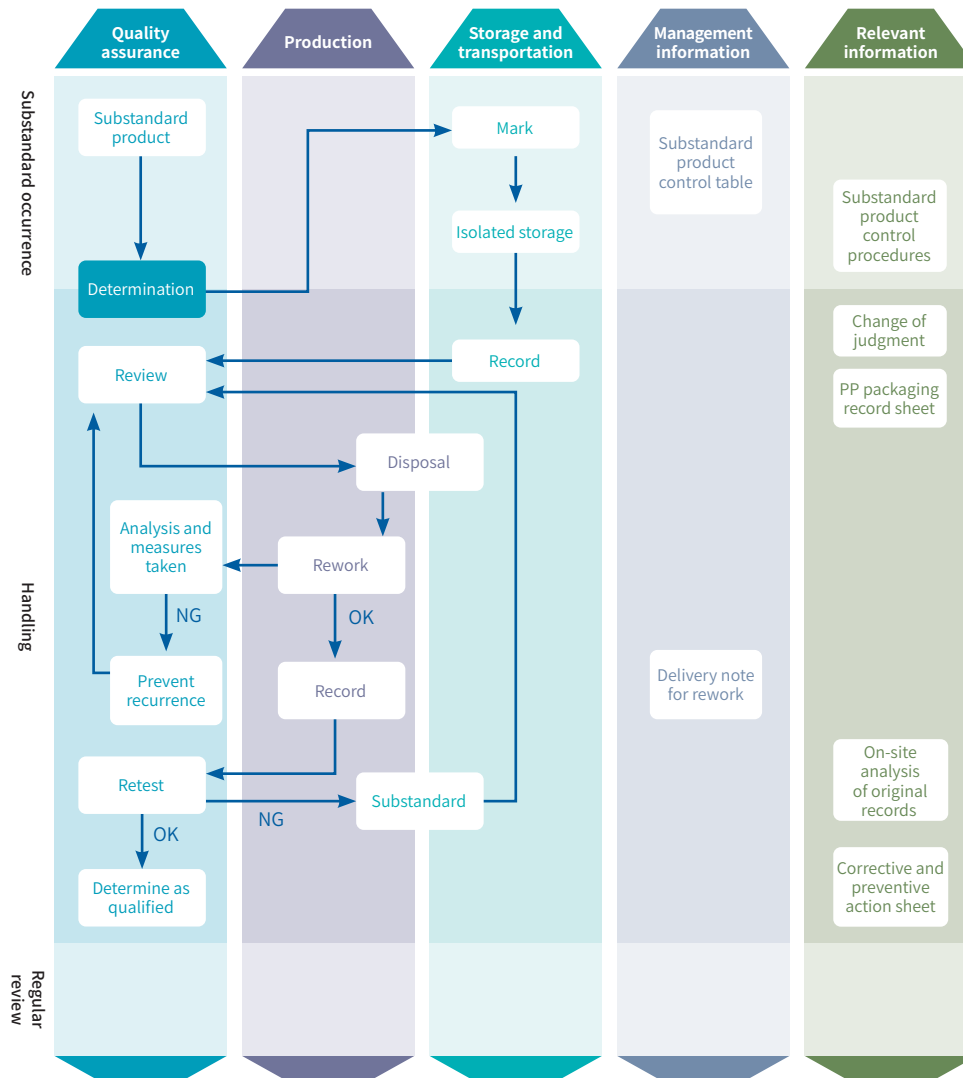 Quality
assurance
Production
Storage and
transportation
Management
information
Relevant
information
Substandard occurrence
Substandard
product
Mark
Substandard
product
control table
Substandard
product
control
procedures
Isolated storage
Determination
Handling
Change of
judgment
Review
Record
PP packaging
record sheet
Disposal
Analysis and
measures
taken
Rework
NG
OK
Prevent
recurrence
Record
Delivery note
for rework
Retest
NG
Substandard
On-site
analysis
of original
records
OK
Determine as
qualified
Corrective and
preventive
action sheet
Regular
review